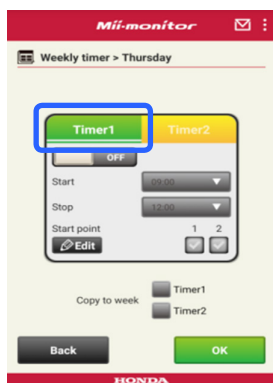 Mii-monitor
Weekly timer > Thursday
Timer1 Timer2
OFF
Start 09:00
Stop 12:00
Start point 1 2
Edit
Copy to week Timer1
Timer2
Back OK
HONDA